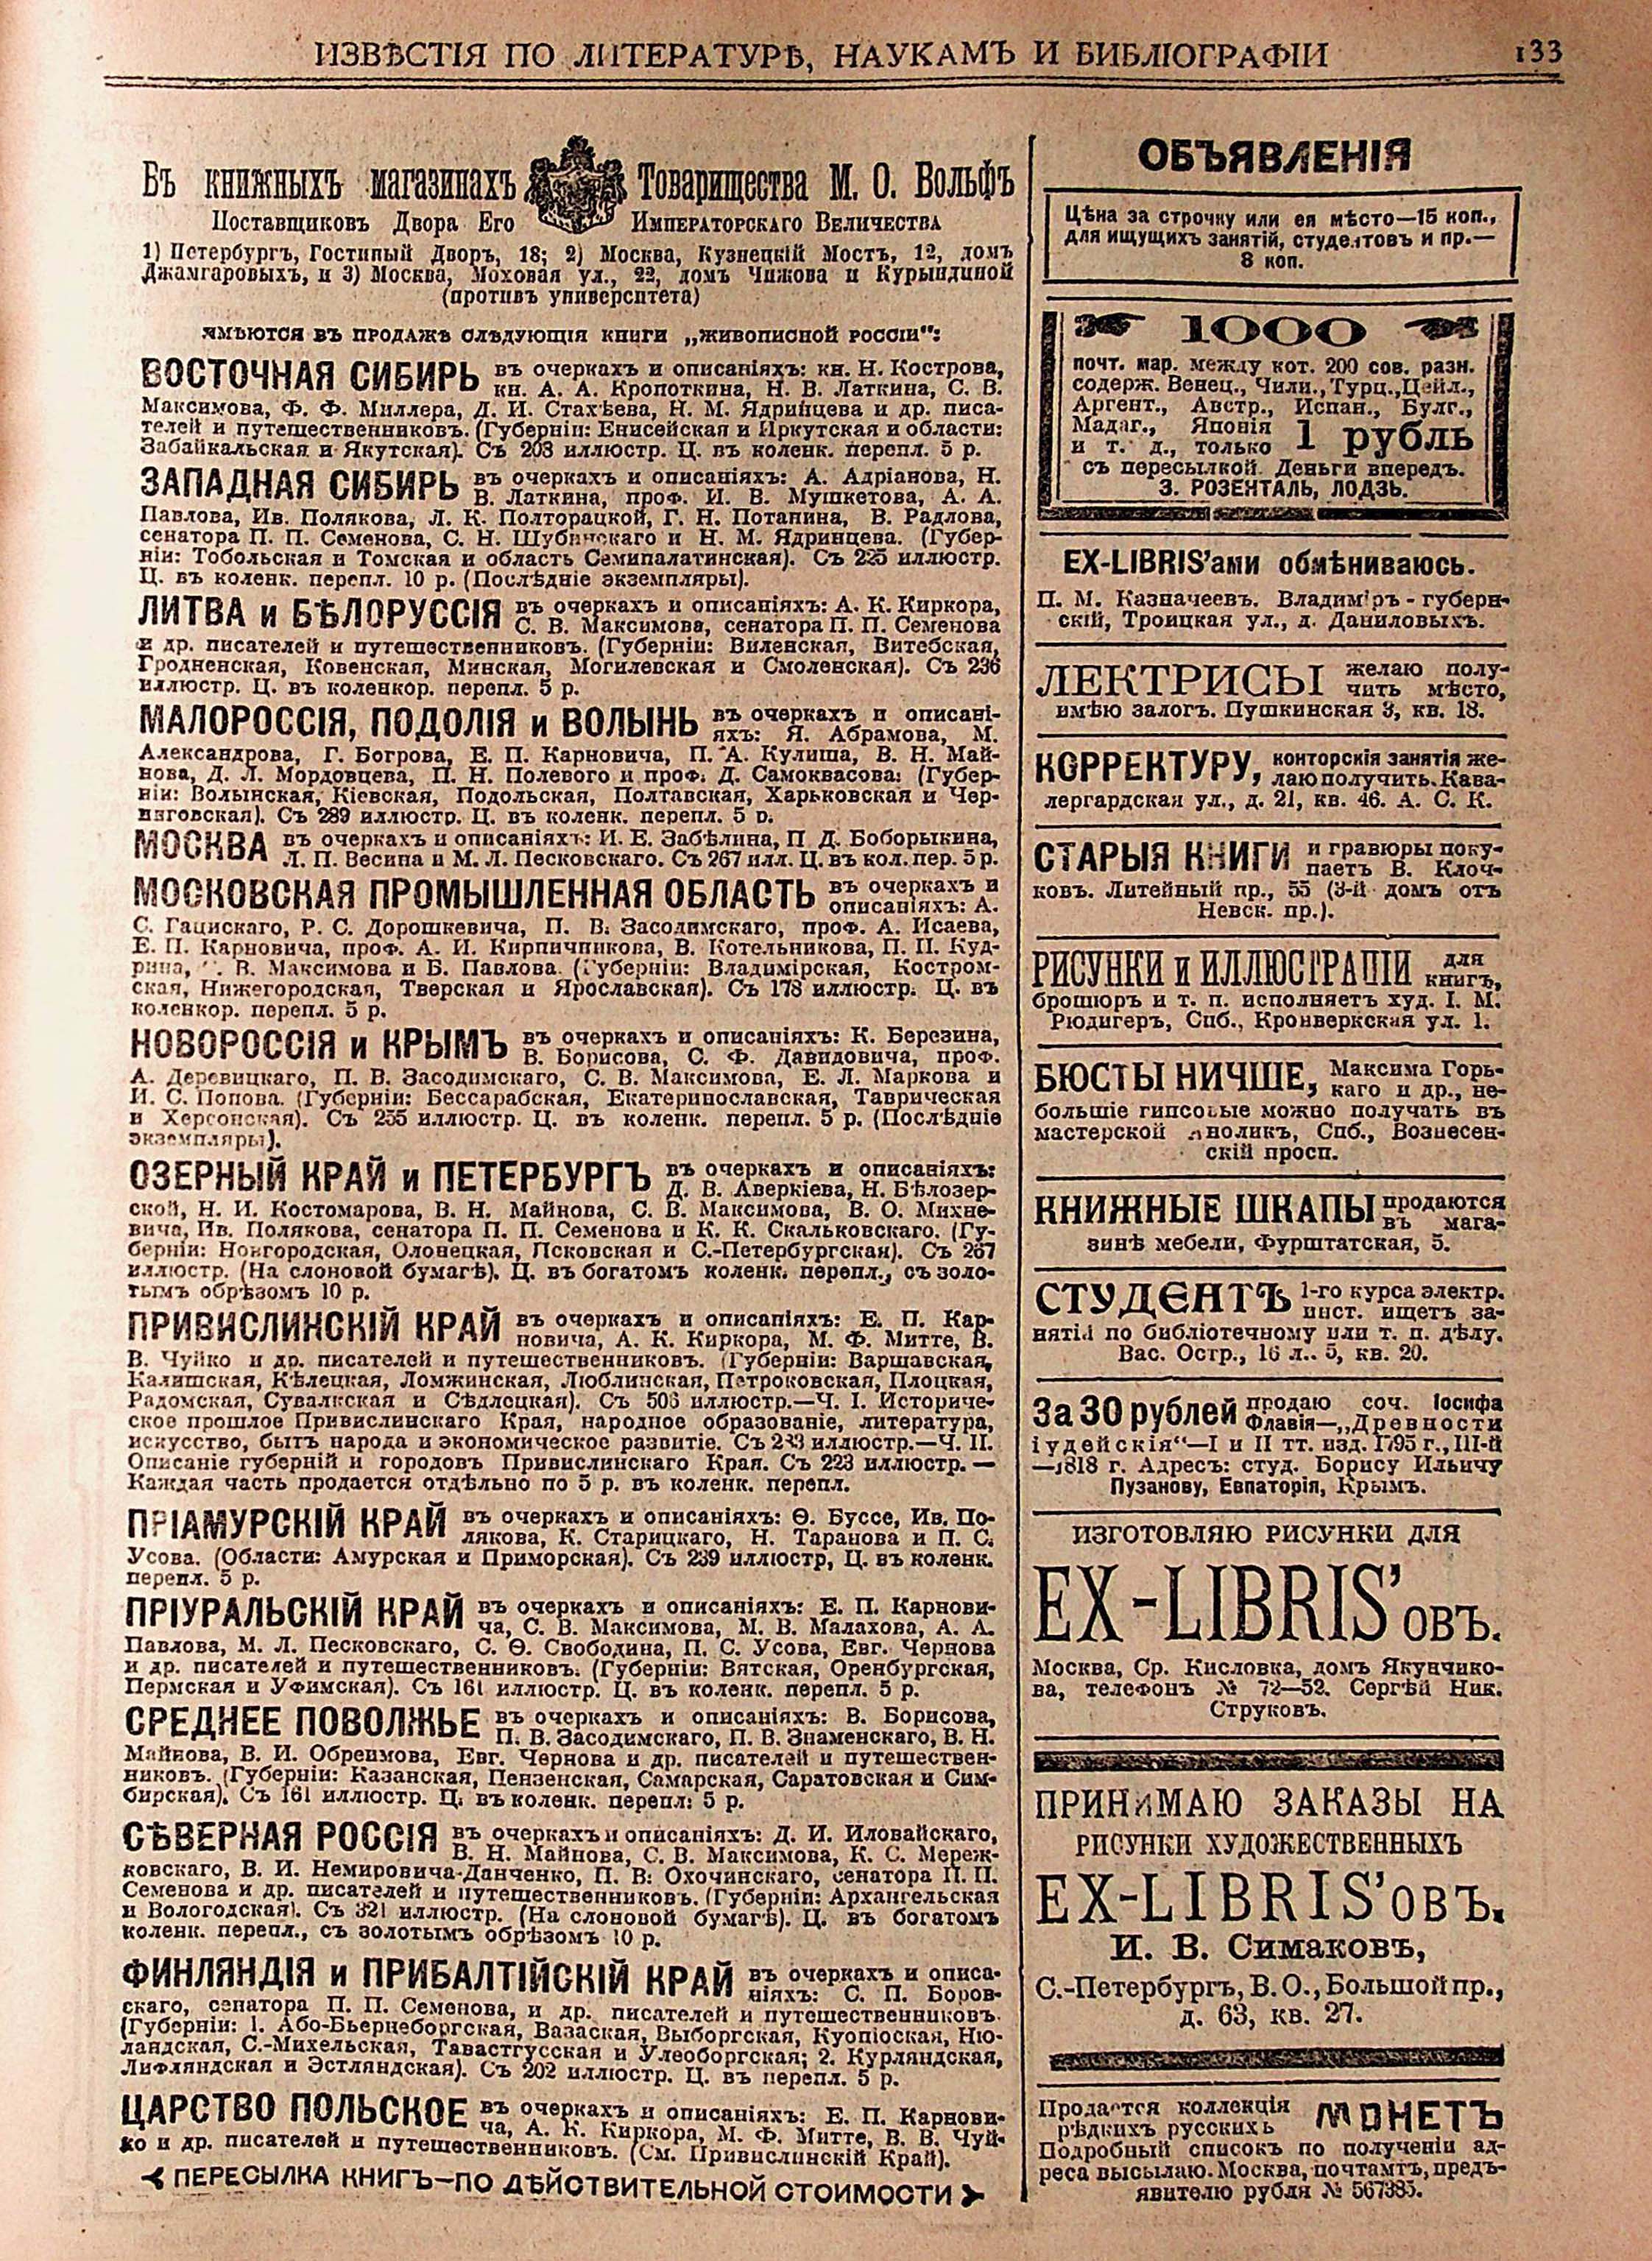 ИЗВѢСТІЯ ПО ЛИТЕРАТУРѢ, НАУКАМЪ И БИБЛІОГРАФІИ 133
Въ книжныхъ магазинахъ Товарищества М. О. Вольфъ
Поставщиковъ Двора Его Императорскаго Величества
1) Петербургъ, Гостиный Дворъ, 18; 2) Москва, Кузнецкій Мостъ, 12, домъ
Джамгаровыхъ, и 3) Москва, Моховая ул., 22, домъ Чижова и Курындиной
(противъ университета)
ИМѢЮТСЯ ВЪ ПРОДАЖѢ СЛѢДУЮЩІЯ КНИГИ „ЖИВОПИСНОЙ РОССІИ“:
ВОСТОЧНАЯ СИБИРЬ въ очеркахъ и описаніяхъ: кн. Н. Кострова,
кн. А. А. Кропоткина, Н. В. Латкина, С. В.
Максимова, Ф. Ф. Миллера, Д. И. Стахѣева, Н. М. Ядринцева и др. писа-
телей и путешественниковъ. (Губерніи: Енисейская и Иркутская и области:
Забайкальская и Якутская). Съ 203 иллюстр. Ц. въ коленк. перепл. 5 р.
ЗАПАДНАЯ СИБИРЬ въ очеркахъ и описаніяхъ: А. Адріанова, Н.
В. Латкина, проф. И. В. Мушкетова, А. А.
Павлова, Ив. Полякова, Л. К. Полторацкой, Г. Н. Потанина, В. Радлова,
сенатора П. П. Семенова, С. Н. Шубинскаго и Н. М. Ядринцева. (Губер-
ніи: Тобольская и Томская и область Семипалатинская). Съ 225 иллюстр.
Ц. въ коленк. перепл. 10 р. (Послѣдніе экземпляры).
ЛИТВА и БѢЛОРУССІЯ въ очеркахъ и описаніяхъ: А. К. Киркора,
С. В. Максимова, сенатора П. П. Семенова
и др. писателей и путешественниковъ. (Губерніи: Виленская, Витебская,
Гродненская, Ковенская, Минская, Могилевская и Смоленская). Съ 236
иллюстр. Ц. въ коленкор. перепл. 5 р.
МАЛОРОССІЯ, ПОДОЛІЯ и ВОЛЫНЬ въ очеркахъ и описані-
яхъ: Я. Абрамова, М.
Александрова, Г. Богрова, Е. П. Карновича, П. А. Кулиша, В. Н. Май-
нова, Д. Л. Мордовцева, П. Н. Полевого и проф. Д. Самоквасова. (Губер-
ніи: Волынская, Кіевская, Подольская, Полтавская, Харьковская и Чер-
ниговская). Съ 289 иллюстр. Ц. въ коленк. перепл. 5 р.
МОСКВА въ очеркахъ и описаніяхъ: И. Е. Забѣлина, П. Д. Боборыкина,
Л. П. Весина и М. Л. Песковскаго. Съ 267 илл. Ц. въ кол. пер. 5 р.
МОСКОВСКАЯ ПРОМЫШЛЕННАЯ ОБЛАСТЬ въ очеркахъ и
описаніяхъ: А.
С. Гацискаго, Р. С. Дорошкевича, П. В. Засодимскаго, проф. А. Исаева,
Е. П. Карновича, проф. А. И. Кирпичникова, В. Котельникова, П. П. Куд-
рина, В. Максимова и Б. Павлова. (Губерніи: Владимірская, Костром-
ская, Нижегородская, Тверская и Ярославская). Съ 178 иллюстр. Ц. въ
коленкор. перепл. 5 р.
НОВОРОССІЯ и КРЫМЪ въ очеркахъ и описаніяхъ: К. Березина,
В. Борисова, С. Ф. Давидовича, проф.
А. Деревицкаго, П. В. Засодимскаго, С. В. Максимова, Е. Л. Маркова и
И. С. Попова. (Губерніи: Бессарабская, Екатеринославская, Таврическая
и Херсонская). Съ 255 иллюстр. Ц. въ коленк. перепл. 5 р. (Послѣдніе
экземпляры).
ОЗЕРНЫЙ КРАЙ и ПЕТЕРБУРГЪ въ очеркахъ и описаніяхъ:
Д. В. Аверкіева, Н. Бѣлозер-
ской, Н. И. Костомарова, В. Н. Майнова, С. В. Максимова, В. О. Михне-
вича, Ив. Полякова, сенатора П. П. Семенова и К. К. Скальковскаго. (Гу-
берніи: Новгородская, Олонецкая, Псковская и С.-Петербургская). Съ 267
иллюстр. (На слоновой бумагѣ). Ц. въ богатомъ коленк. перепл., съ золо-
тымъ обрѣзомъ 10 р.
ПРИВИСЛИНСКІЙ КРАЙ въ очеркахъ и описаніяхъ: Е. П. Кар-
новича, А. К. Киркора, М. Ф. Митте, В.
В. Чуйко и др. писателей и путешественниковъ. (Губерніи: Варшавская,
Калишская, Кѣлецкая, Ломжинская, Люблинская, Петроковская, Плоцкая,
Радомская, Сувалкская и Сѣдлецкая). Съ 506 иллюстр.—Ч. I. Историче-
ское прошлое Привислинскаго Края, народное образованіе, литература,
искусство, бытъ народа и экономическое развитіе. Съ 283 иллюстр.—Ч. II.
Описаніе губерній и городовъ Привислинскаго Края. Съ 223 иллюстр. —
Каждая часть продается отдѣльно по 5 р. въ коленк. перепл.
ПРІАМУРСКІЙ КРАЙ въ очеркахъ и описаніяхъ: Ѳ. Буссе, Ив. По-
лякова, К. Старицкаго, Н. Таранова и П. С.
Усова. (Области: Амурская и Приморская). Съ 239 иллюстр, Ц. въ коленк.
перепл. 5 р.
ПРІУРАЛЬСКІЙ КРАЙ въ очеркахъ и описаніяхъ: Е. П. Карнови-
ча, С. В. Максимова, М. В. Малахова, А. А.
Павлова, М. Л. Песковскаго, С. Ѳ. Свободина, П. С. Усова, Евг. Чернова
и др. писателей и путешественниковъ. (Губерніи: Вятская, Оренбургская,
Пермская и Уфимская). Съ 161 иллюстр. Ц. въ коленк. перепл. 5 р.
СРЕДНЕЕ ПОВОЛЖЬЕ въ очеркахъ и описаніяхъ: В. Борисова,
П. В. Засодимскаго, П. В. Знаменскаго, В. Н.
Майнова, В. И. Обреимова, Евг. Чернова и др. писателей и путешествен-
никовъ. (Губерніи: Казанская, Пензенская, Самарская, Саратовская и Сим-
бирская). Съ 161 иллюстр. Ц. въ коленк. перепл. 5 р.
СѢВЕРНАЯ РОССІЯ въ очеркахъ и описаніяхъ: Д. И. Иловайскаго,
В. Н. Майнова, С. В. Максимова, К. С. Мереж-
ковскаго, В. И. Немировича-Данченко, П. В. Охочинскаго, сенатора П. П.
Семенова и др. писателей и путешественниковъ. (Губерніи: Архангельская
и Вологодская). Съ 321 иллюстр. (На слоновой бумагѣ). Ц. въ богатомъ
коленк. перепл., съ золотымъ обрѣзомъ 10 р.
ФИНЛЯНДІЯ и ПРИБАЛТІЙСКІЙ КРАЙ въ очеркахъ и описа-
ніяхъ: С. П. Боров-
скаго, сенатора П. П. Семенова, и др. писателей и путешественниковъ.
(Губерніи: 1. Або-Бьернеборгская, Вазаская, Выборгская, Куопіоская, Ню-
ландская, С.-Михельская, Тавастгусская и Улеоборгская; 2. Курляндская,
Лифляндская и Эстляндская). Съ 202 иллюстр. Ц. въ перепл. 5 р.
ЦАРСТВО ПОЛЬСКОЕ въ очеркахъ и описаніяхъ: Е. П. Карнови-
ча, А. К. Киркора, М. Ф. Митте, В. В. Чуй-
ко и др. писателей и путешественниковъ. (См. Привислинскій Край).
ПЕРЕСЫЛКА КНИГЪ—ПО ДѢЙСТВИТЕЛЬНОЙ СТОИМОСТИ
ОБЪЯВЛЕНІЯ
Цѣна за строчку или ея мѣсто—15 коп.,
для ищущихъ занятій, студентовъ и пр.—
8 коп.
1000
почт. мар. между кот. 200 сов. разн.
содерж. Венец., Чили., Турц., Цейл.,
Аргент., Австр., Испан., Булг.,
Мадаг., Японія
и т. д., только 1 рубль
съ пересылкой. Деньги впередъ.
З. РОЗЕНТАЛЬ, ЛОДЗЬ.
EX-LIBRIS’ами обмѣниваюсь.
П. М. Казначеевъ. Владиміръ-губерн-
скій, Троицкая ул., д. Даниловыхъ.
ЛЕКТРИСЫ желаю полу-
чить мѣсто,
имѣю залогъ. Пушкинская 3, кв. 18.
КОРРЕКТУРУ, конторскія занятія же-
лаю получить. Кава-
лергардская ул., д. 21, кв. 46. А. С. К.
СТАРЫЯ КНИГИ и гравюры поку-
паетъ В. Клоч-
ковъ. Литейный пр., 55 (3-й домъ отъ
Невск. пр.).
РИСУНКИ и ИЛЛЮСТРАЦІИ для
книгъ,
брошюръ и т. п. исполняетъ худ. І. М.
Рюдигеръ, Спб., Кронверкская ул. 1.
БЮСТЫ НИЧШЕ, Максима Горь-
каго и др., не-
большіе гипсовые можно получать въ
мастерской Спб., Вознесен-
скій просп.
КНИЖНЫЕ ШКАПЫ продаются
въ мага-
зинѣ мебели, Фурштатская, 5.
СТУДЕНТЪ 1-го курса электр.
инст. ищетъ за-
нятій по библіотечному или т. п. дѣлу.
Вас. Остр., 16 л.. 5, кв. 20.
За 30 рублей продаю соч. Іосифа
Флавія—„Древности
іудейскія“—I и II тт. изд. 1795 г., III-й
—1818 г. Адресъ: студ. Борису Ильичу
Пузанову, Евпаторія, Крымъ.
ИЗГОТОВЛЯЮ РИСУНКИ ДЛЯ
EX-LIBRIS’овъ.
Москва, Ср. Кисловка, домъ Якунчико-
ва, телефонъ № 72—52. Сергѣй Ник.
Струковъ.
ПРИНИМАЮ ЗАКАЗЫ НА
РИСУНКИ ХУДОЖЕСТВЕННЫХЪ
EX-LIBRIS’овъ.
И. В. Симаковъ,
С.-Петербургъ, В. О., Большой пр.,
д. 63, кв. 27.
Продается коллекція
рѣдкихъ русскихъ МОНЕТЪ
Подробный списокъ по полученіи ад-
реса высылаю. Москва, почтамтъ, предъ-
явителю рубля № 567385.